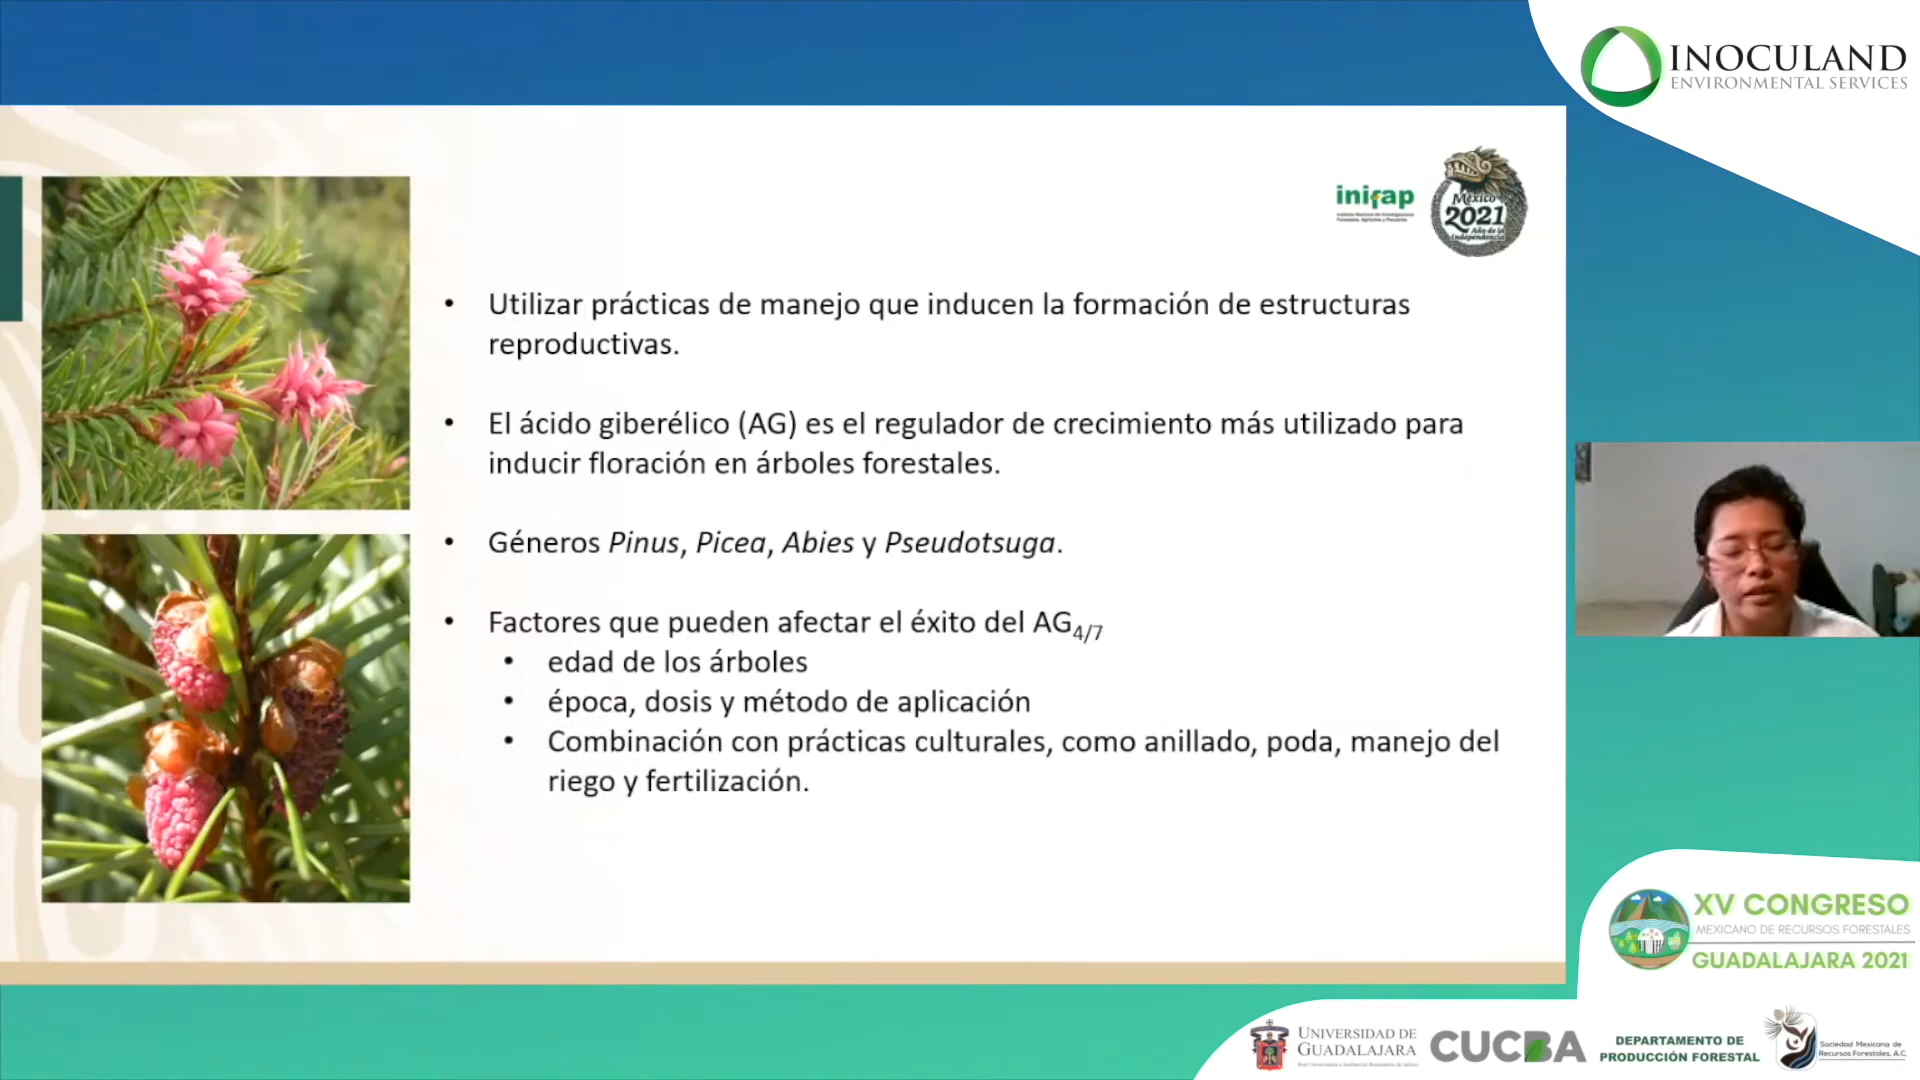 INOCULAND
ENVIRONMENTAL SERVICES
inifap
México
2021
Año de la
Independencia
• Utilizar prácticas de manejo que inducen la formación de estructuras
reproductivas.
• El ácido giberélico (AG) es el regulador de crecimiento más utilizado para
inducir floración en árboles forestales.
• Géneros Pinus, Picea, Abies y Pseudotsuga.
• Factores que pueden afectar el éxito del AG4/7
• edad de los árboles
• época, dosis y método de aplicación
• Combinación con prácticas culturales, como anillado, poda, manejo del
riego y fertilización.
XV CONGRESO
MEXICANO DE RECURSOS FORESTALES
GUADALAJARA 2021
UNIVERSIDAD DE
GUADALAJARA
CUCBA
DEPARTAMENTO DE
PRODUCCIÓN FORESTAL
Sociedad Mexicana de
Recursos Forestales, A.C.